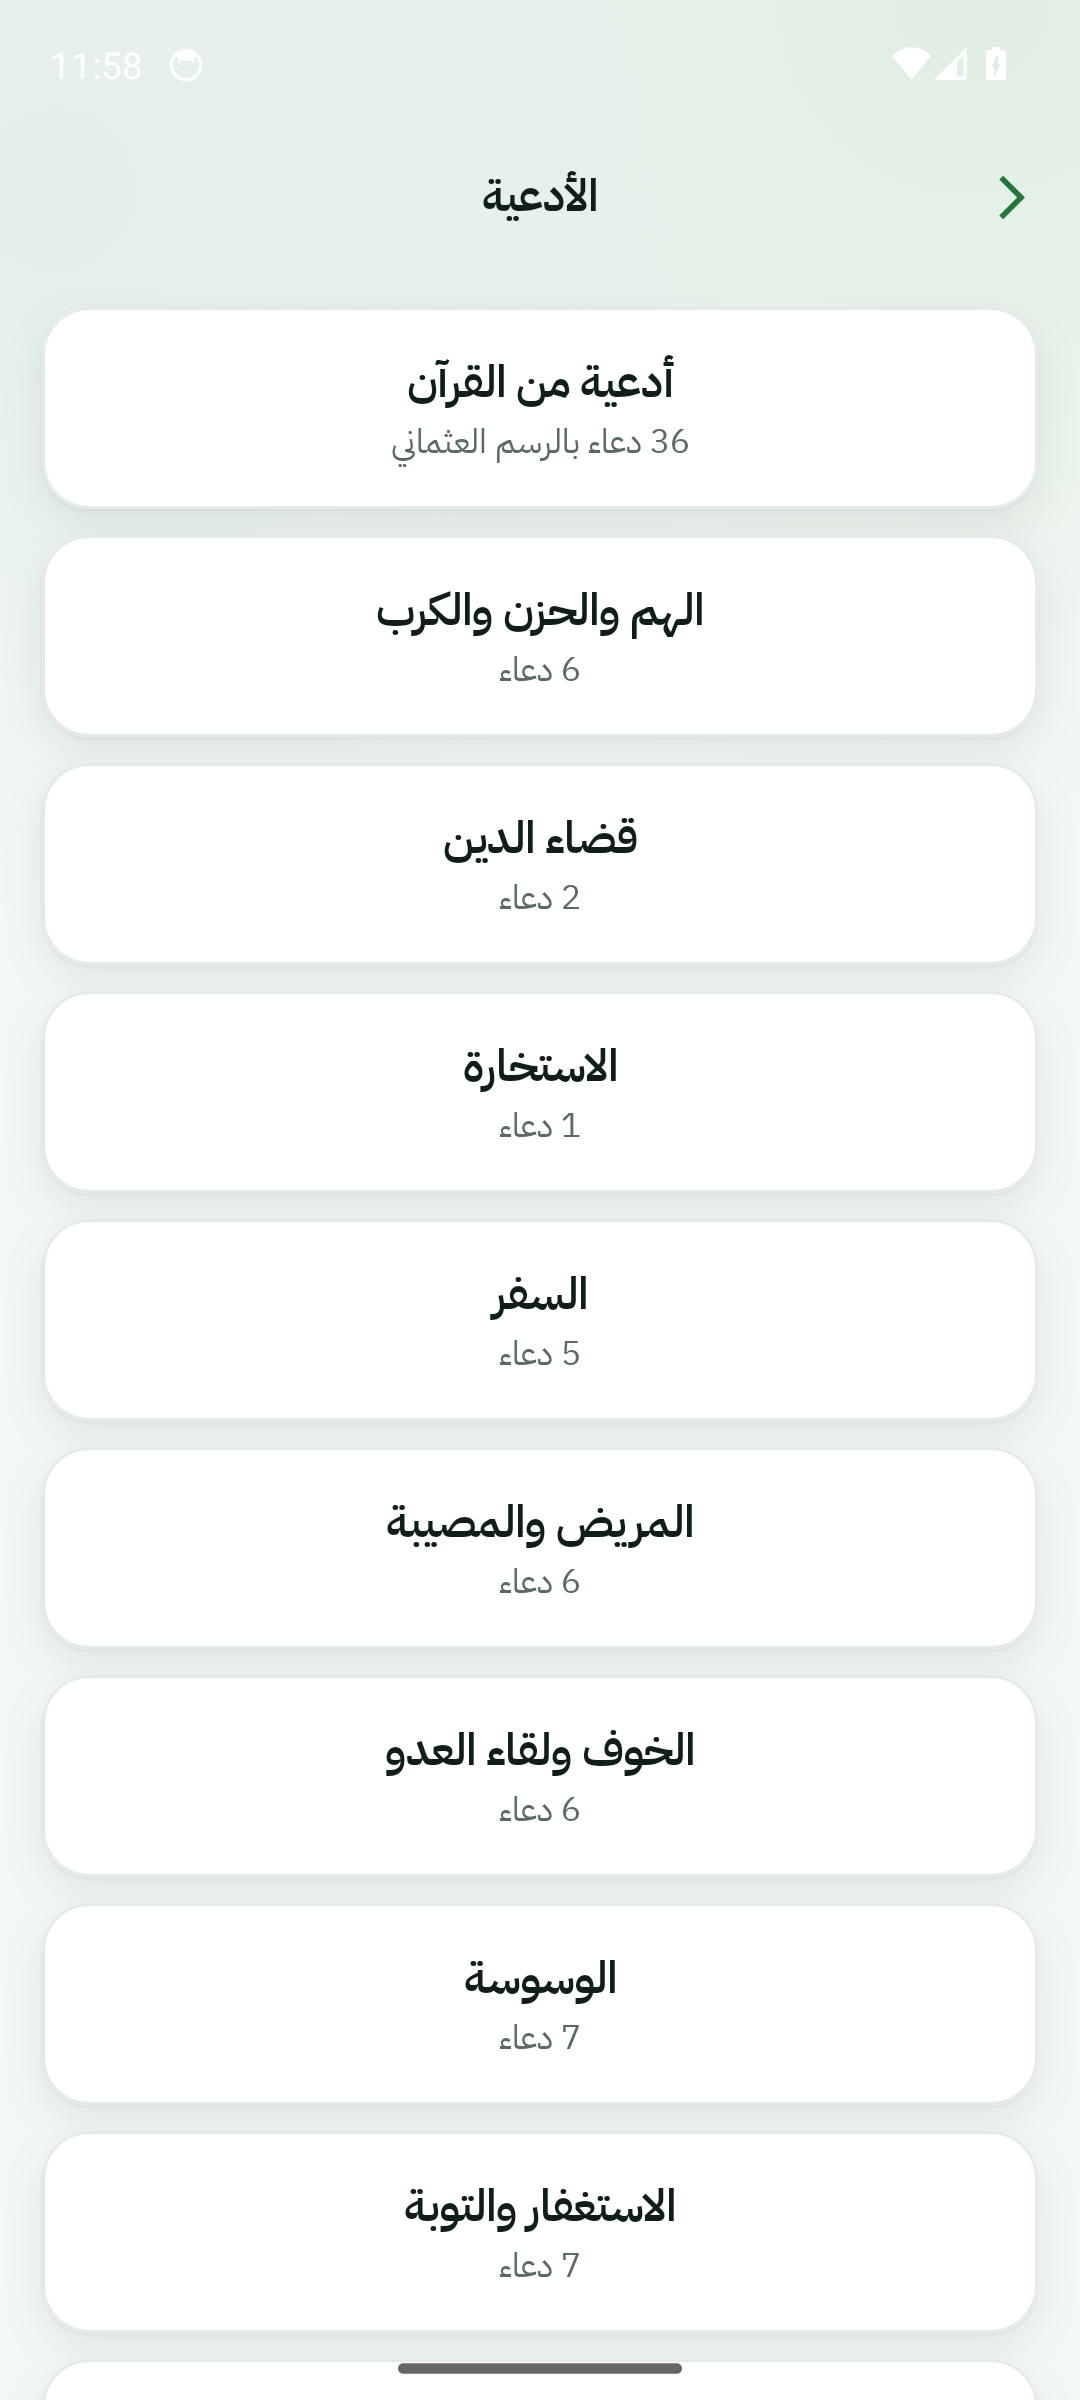 11:58
الأدعية
أدعية من القرآن
36 دعاء بالرسم العثماني
الهم والحزن والكرب
6 دعاء
قضاء الدين
2 دعاء
الاستخارة
1 دعاء
السفر
5 دعاء
المريض والمصيبة
6 دعاء
الخوف ولقاء العدو
6 دعاء
الوسوسة
7 دعاء
الاستغفار والتوبة
7 دعاء